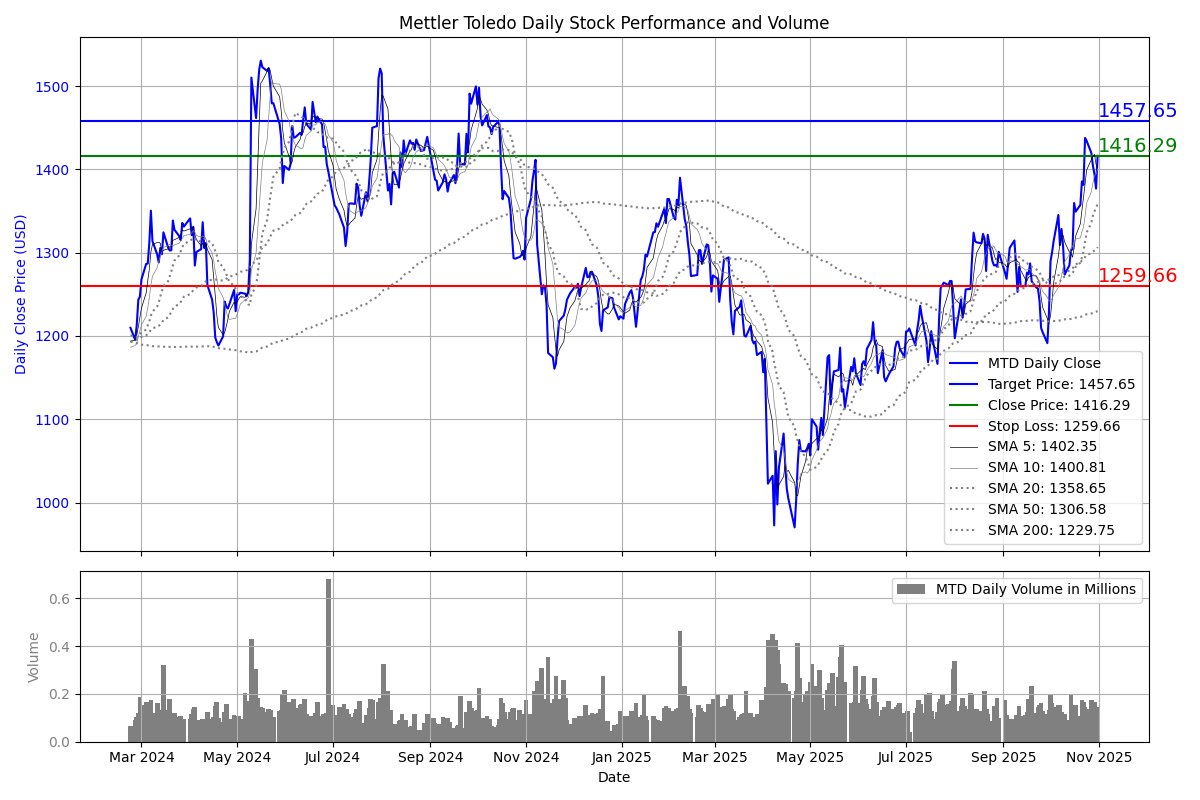 Mettler Toledo Daily Stock Performance and Volume
Daily Close Price (USD)
1500
1400
1300
1200
1100
1000
1457.65
1416.29
1259.66
MTD Daily Close
Target Price: 1457.65
Close Price: 1416.29
Stop Loss: 1259.66
SMA 5: 1402.35
SMA 10: 1400.81
SMA 20: 1358.65
SMA 50: 1306.58
SMA 200: 1229.75
Volume
0.6
0.4
0.2
0.0
MTD Daily Volume in Millions
Mar 2024 May 2024 Jul 2024 Sep 2024 Nov 2024 Jan 2025 Mar 2025 May 2025 Jul 2025 Sep 2025 Nov 2025
Date